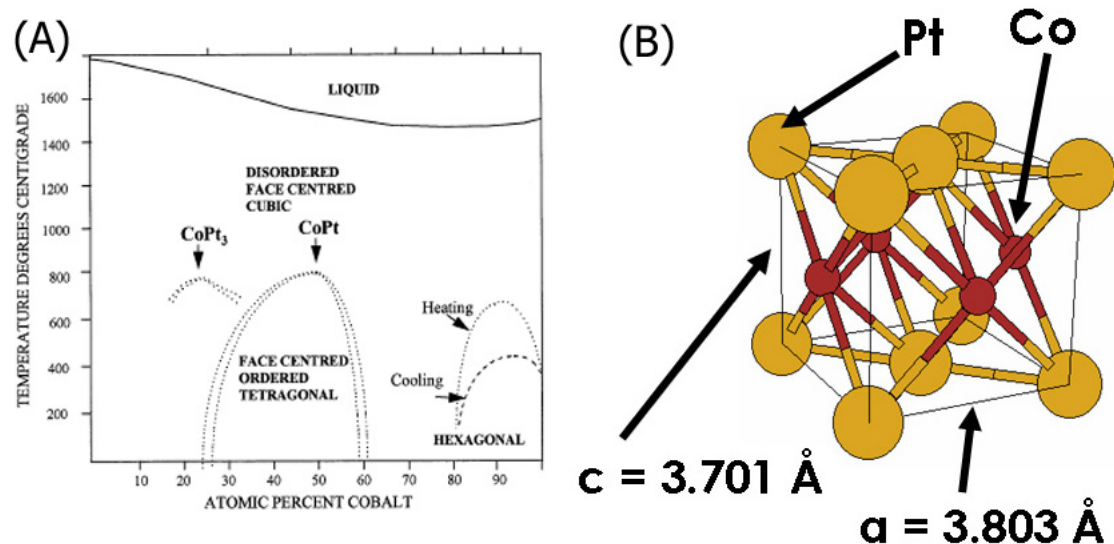 (A)
TEMPERATURE DEGREES CENTIGRADE
1600
1400
1200
1000
800
600
400
200
LIQUID
DISORDERED
FACE CENTRED
CUBIC
CoPt₃
CoPt
Heating
FACE CENTRED
ORDERED
TETRAGONAL
Cooling
HEXAGONAL
10 20 30 40 50 60 80 90
ATOMIC PERCENT COBALT
(B)
Pt
Co
c = 3.701 Å
a = 3.803 Å